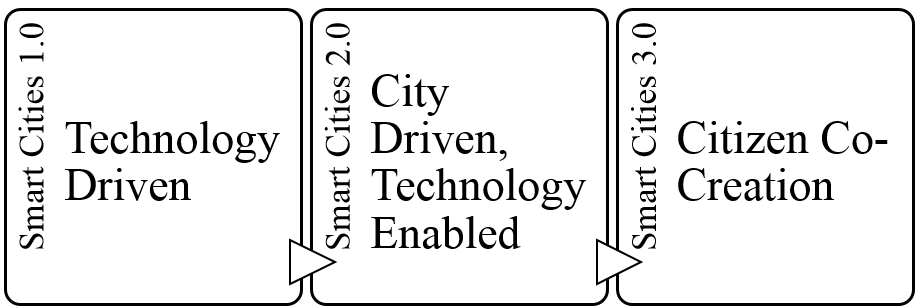 Smart Cities 1.0
Technology
Driven
Smart Cities 2.0
City
Driven,
Technology
Enabled
Smart Cities 3.0
Citizen Co-
Creation